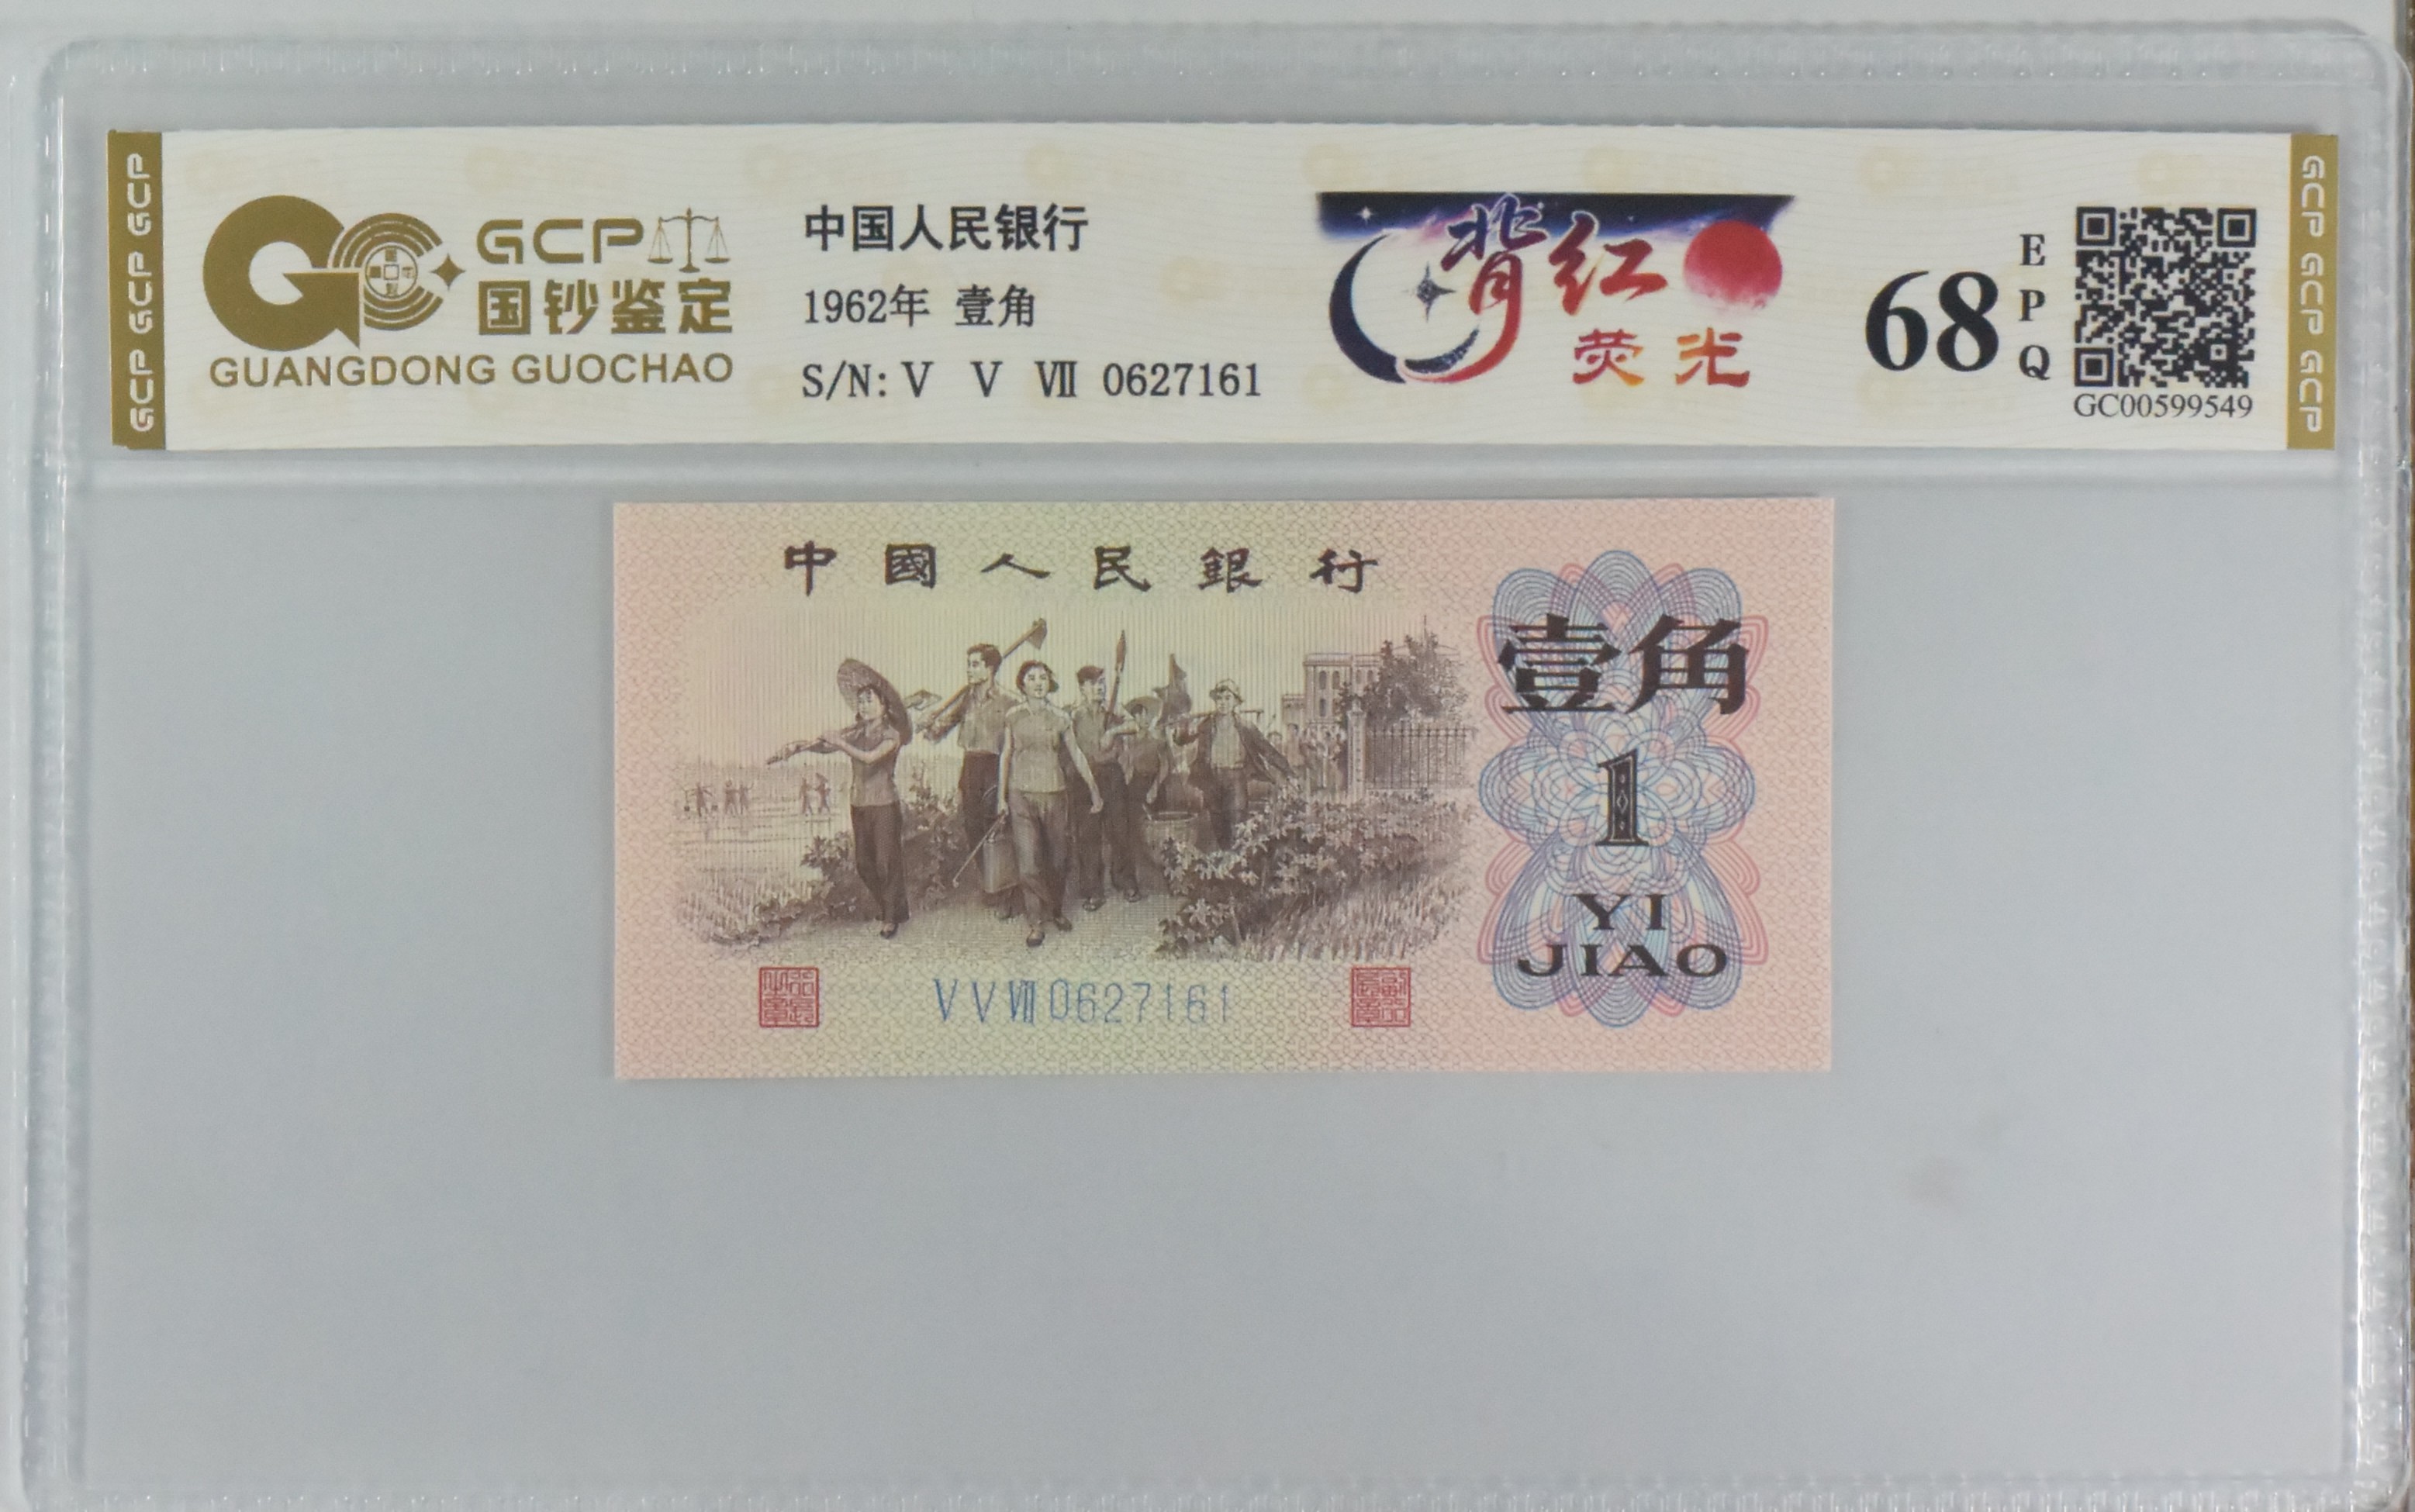 GCP GCP GCP
GCP
国钞鉴定
GUANGDONG GUOCHAO
中国人民银行
1962年 壹角
S/N: V V Ⅶ 0627161
背红
荧光
68
E
P
Q
GC00599549
GCP GCP GCP
中國人民銀行
壹角
1
YI
JIAO
V V Ⅶ 0627161